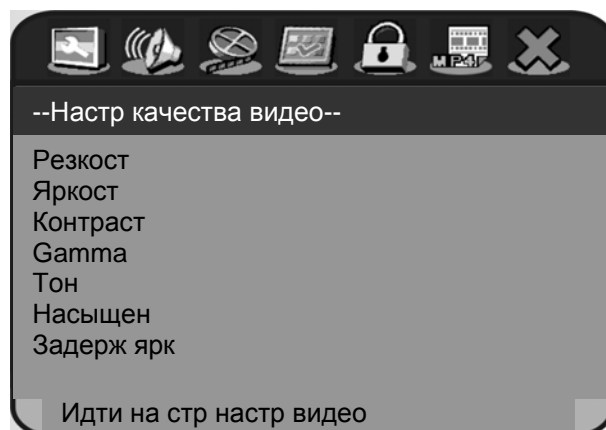 MP4
--Настр качества видео--
Резкост
Яркост
Контраст
Gamma
Тон
Насыщен
Задерж ярк
Идти на стр настр видео